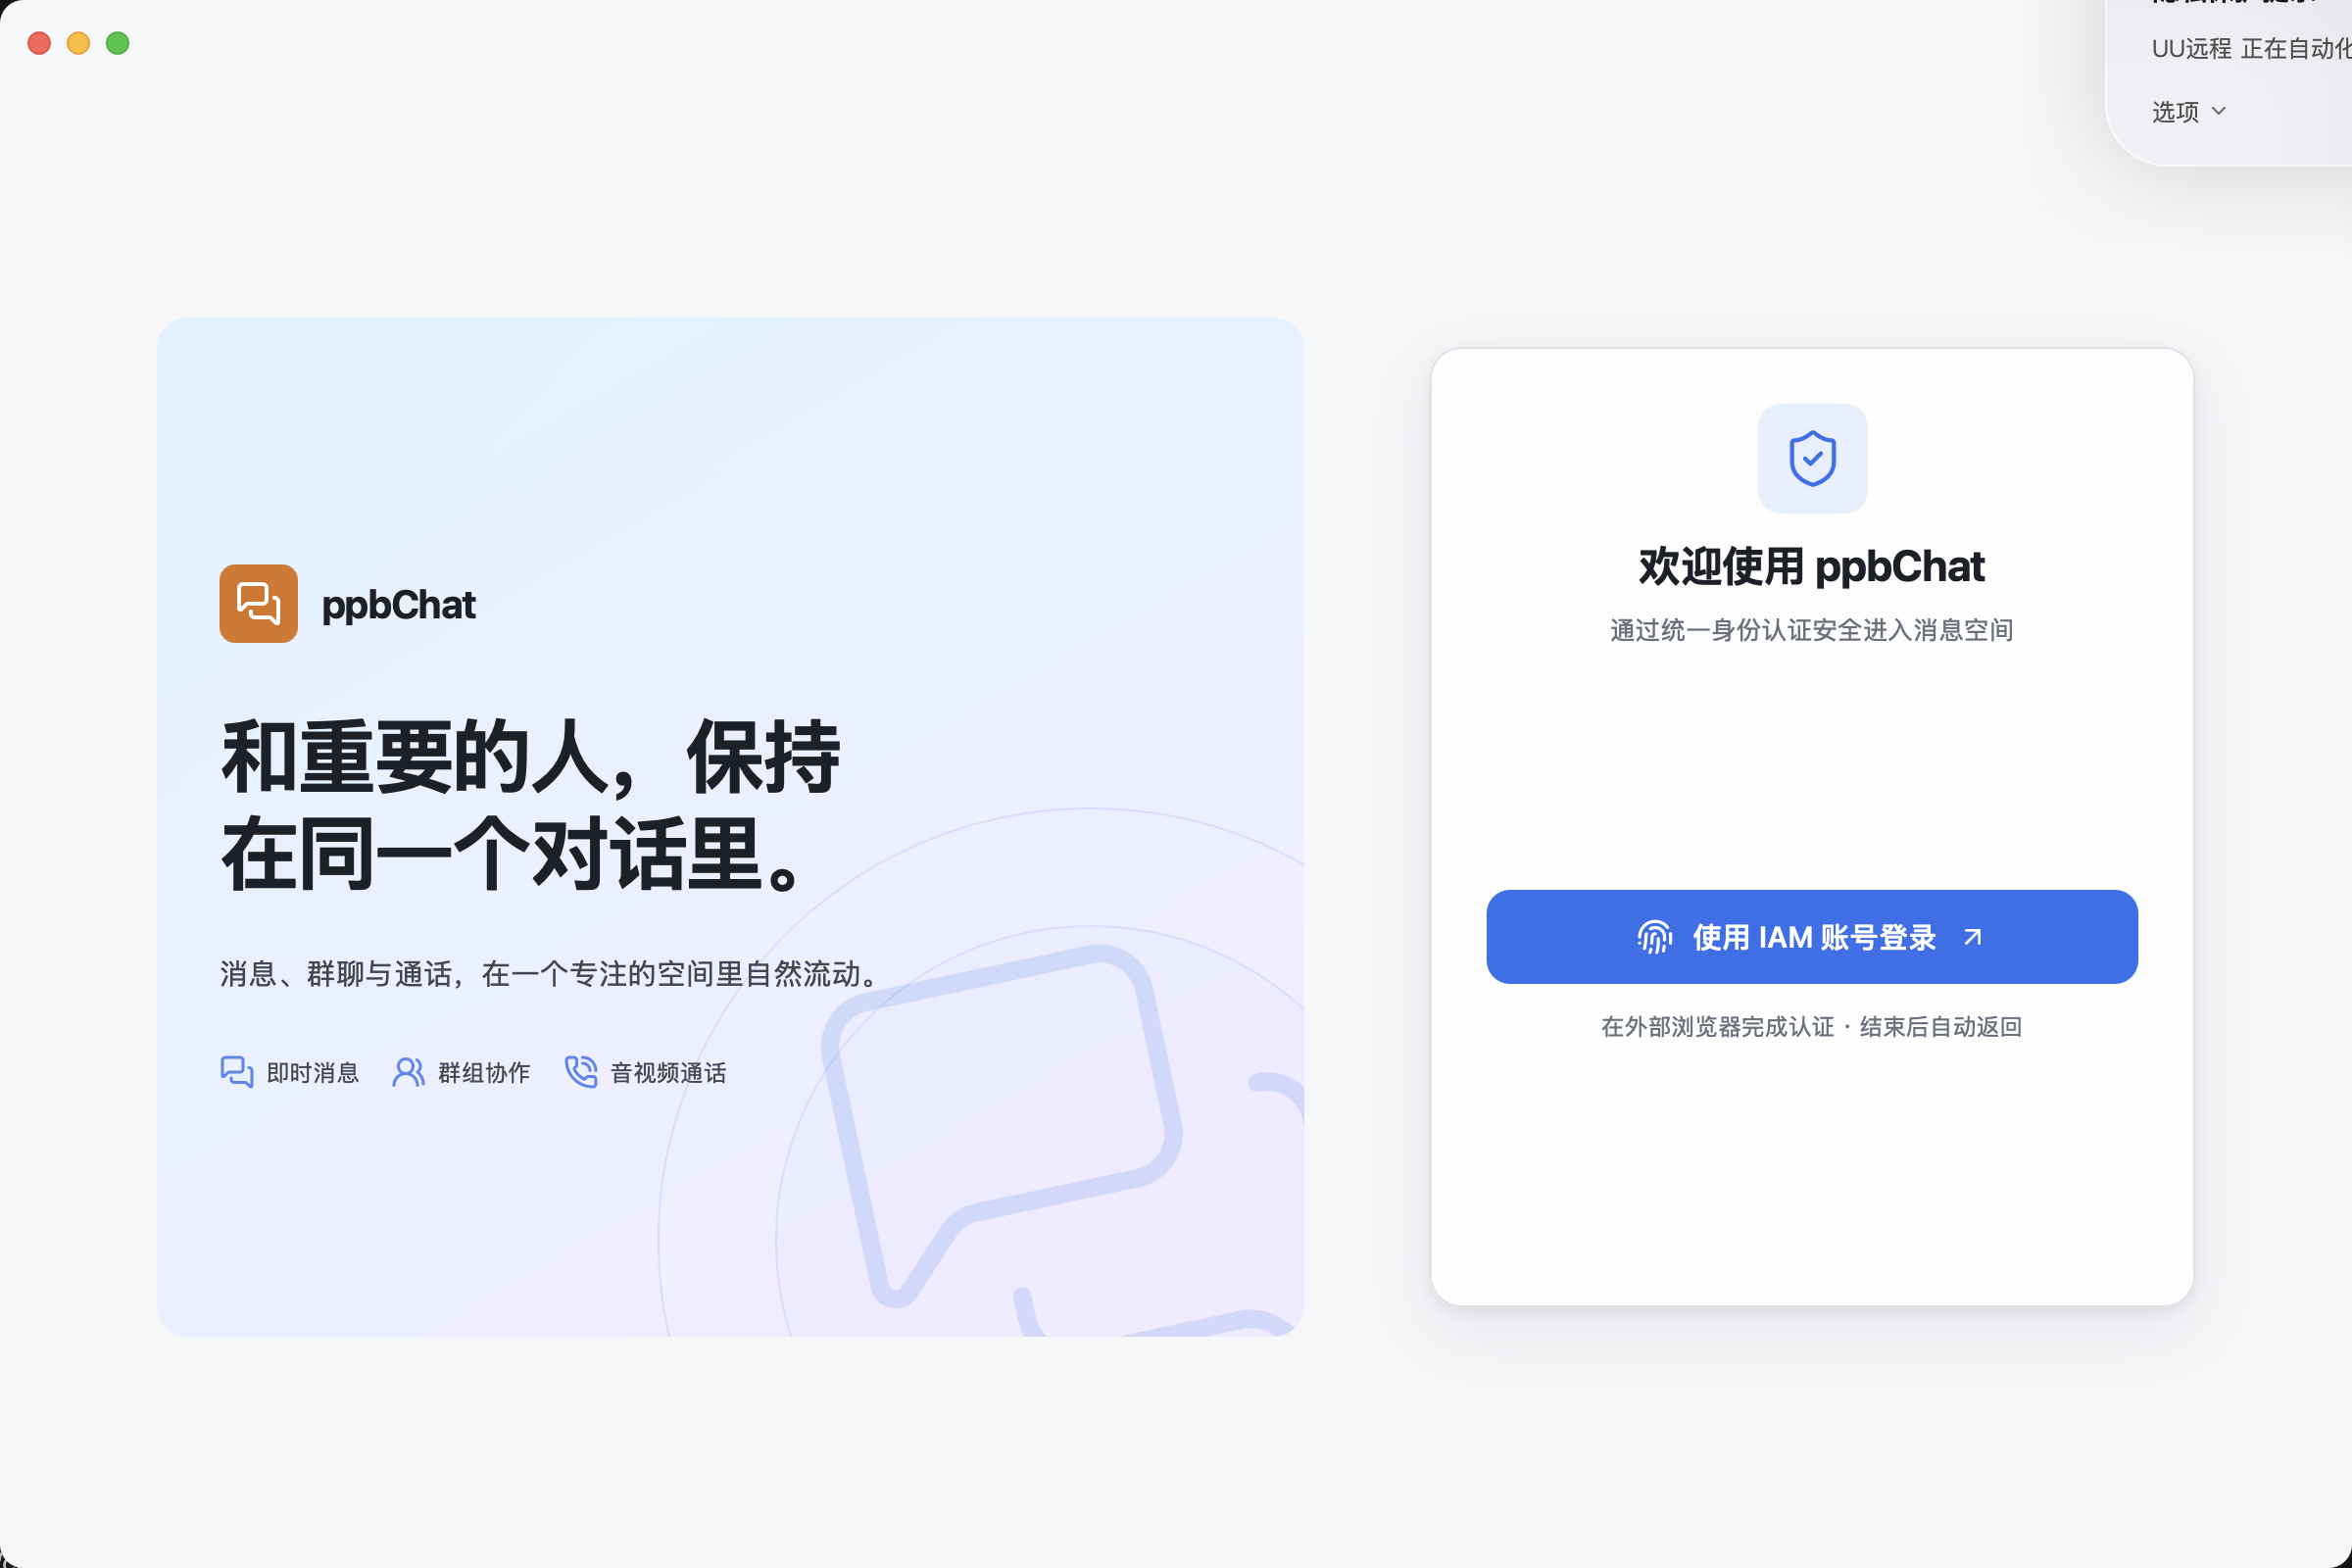 UU远程 正在自动化
选项
ppbChat
和重要的人，保持
在同一个对话里。
消息、群聊与通话，在一个专注的空间里自然流动。
即时消息 群组协作 音视频通话
欢迎使用 ppbChat
通过统一身份认证安全进入消息空间
使用 IAM 账号登录
在外部浏览器完成认证 · 结束后自动返回